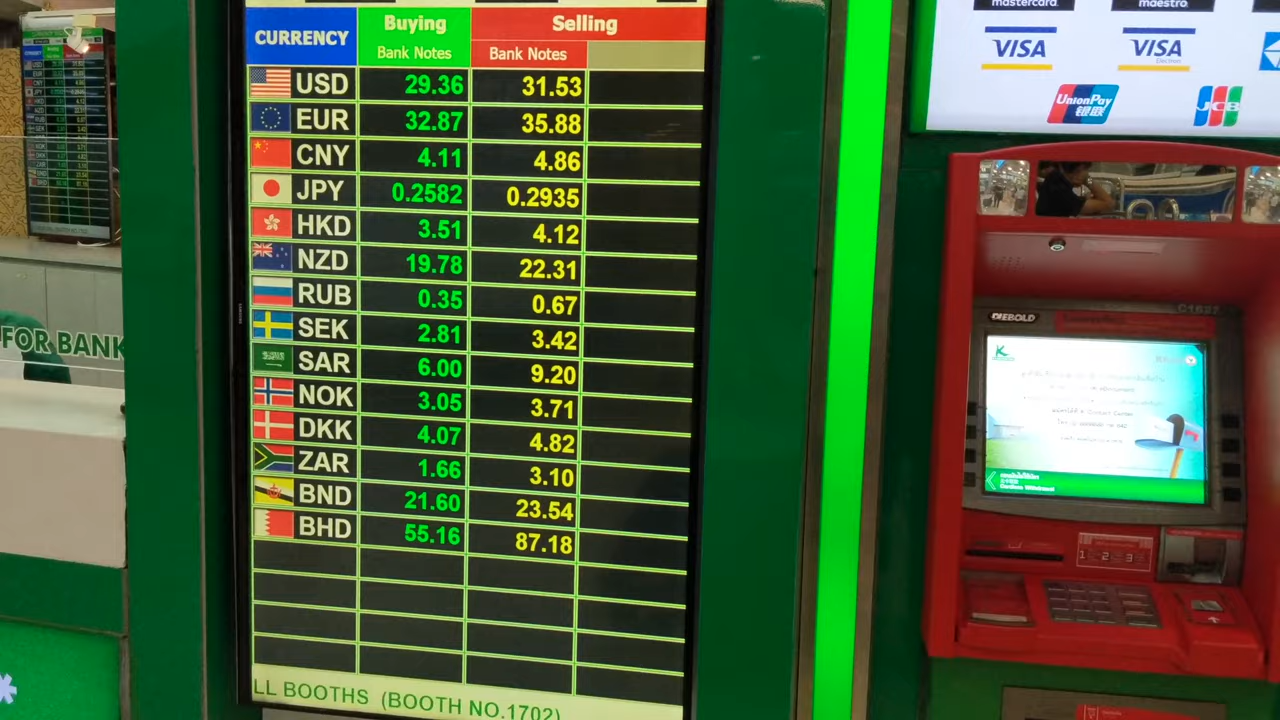 CURRENCY Buying Selling
Bank Notes Bank Notes
USD 29.36 31.53
EUR 32.87 35.88
CNY 4.11 4.86
JPY 0.2582 0.2935
HKD 3.51 4.12
NZD 19.78 22.31
RUB 0.35 0.67
SEK 2.81 3.42
SAR 6.00 9.20
NOK 3.05 3.71
DKK 4.07 4.82
ZAR 1.66 3.10
BND 21.60 23.54
BHD 55.16 87.18
LL BOOTHS (BOOTH NO.1702)
FOR BANK
mastercard. maestro.
VISA VISA
Electron
UnionPay
银联
JCB
DIEBOLD